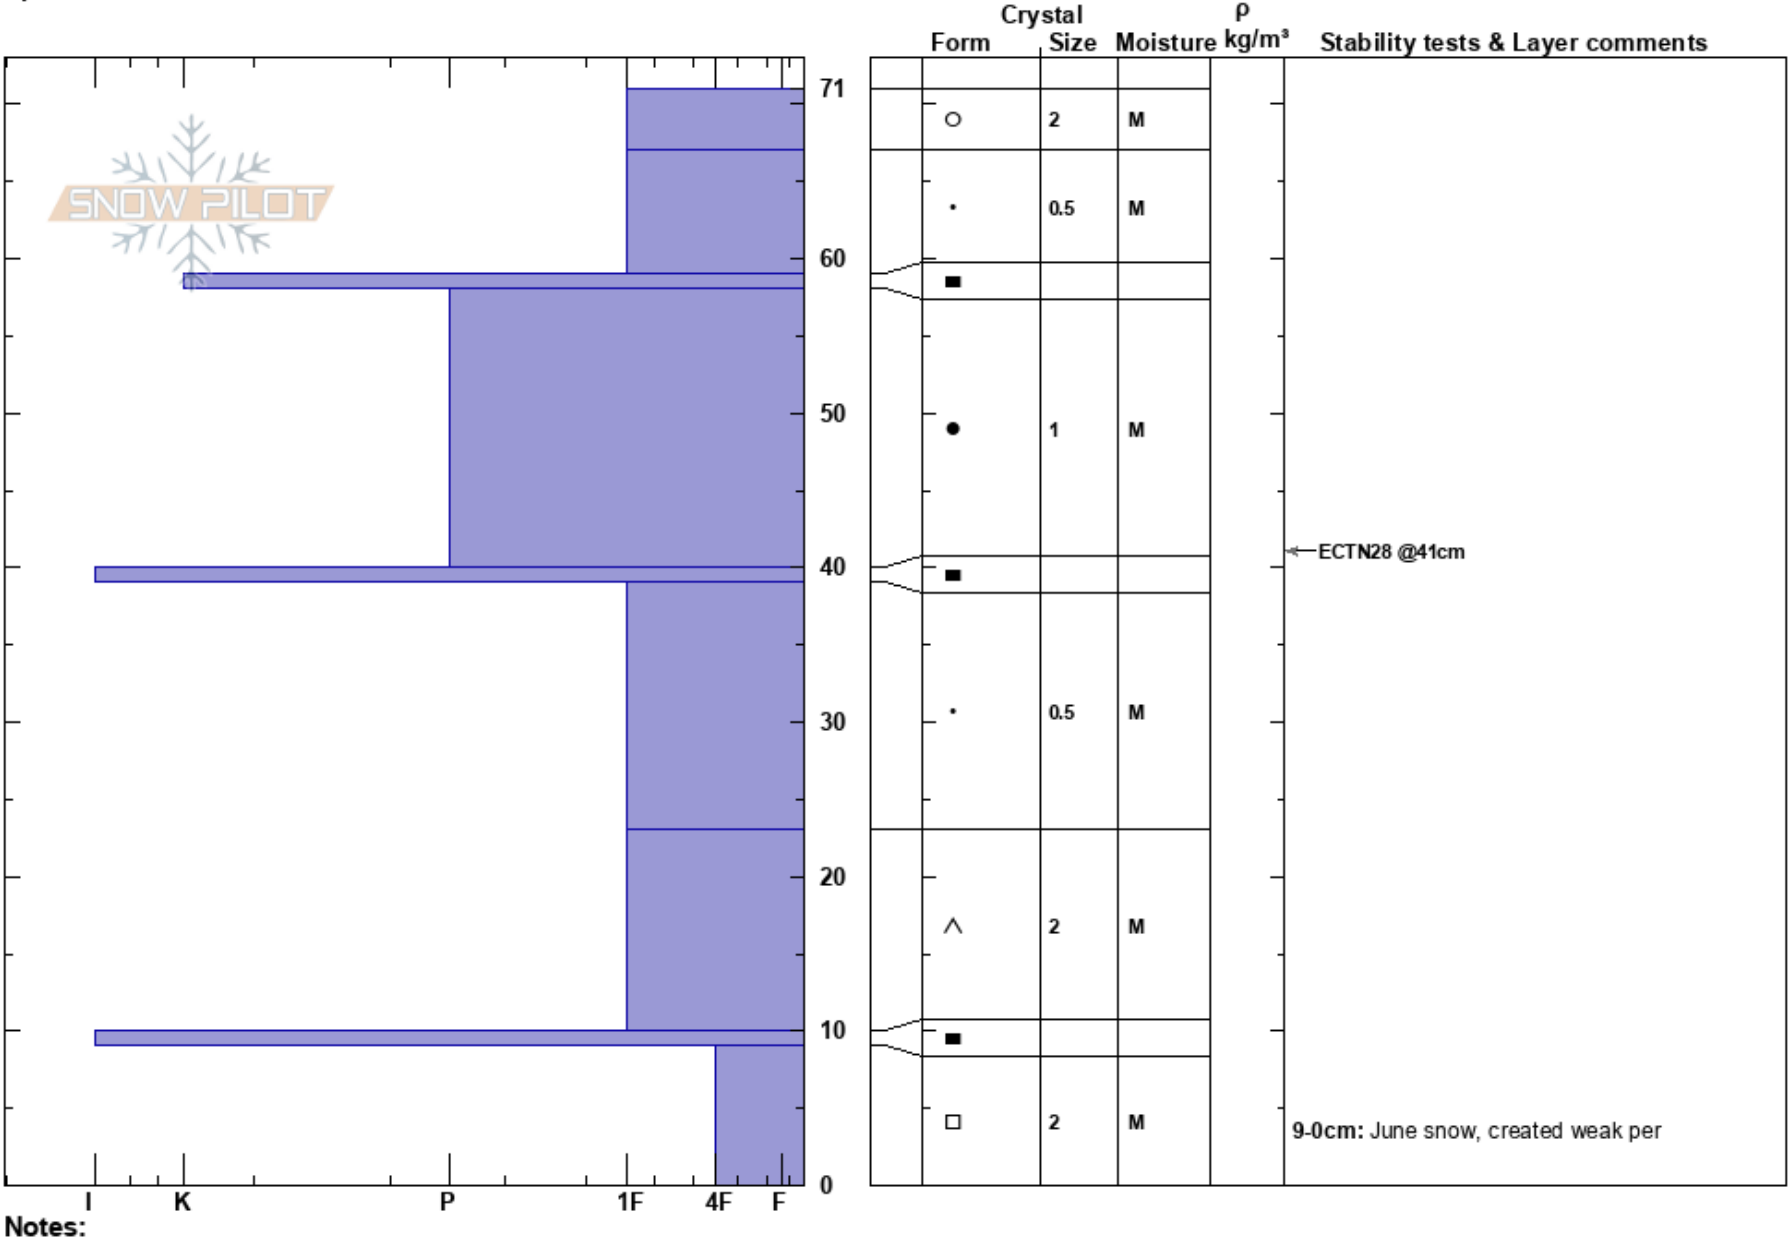 Crystal ρ
Form Size Moisture kg/m³ Stability tests & Layer comments
71
2 M
SNOW PILOT
0.5 M
60
50
1 M
ECTN28 @41cm
40
30
0.5 M
20
2 M
10
2 M
9-0cm: June snow, created weak per
0
I K P 1F 4F F
Notes: